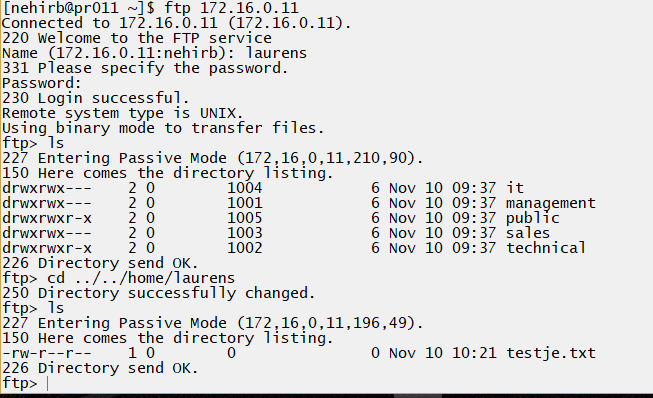 [nehirb@pr011 ~]$ ftp 172.16.0.11
Connected to 172.16.0.11 (172.16.0.11).
220 Welcome to the FTP service
Name (172.16.0.11:nehirb): laurens
331 Please specify the password.
Password:
230 Login successful.
Remote system type is UNIX.
Using binary mode to transfer files.
ftp> ls
227 Entering Passive Mode (172,16,0,11,210,90).
150 Here comes the directory listing.
drwxrwx---    2 0        1004            6 Nov 10 09:37 it
drwxrwx---    2 0        1001            6 Nov 10 09:37 management
drwxrwxr-x    2 0        1005            6 Nov 10 09:37 public
drwxrwx---    2 0        1003            6 Nov 10 09:37 sales
drwxrwxr-x    2 0        1002            6 Nov 10 09:37 technical
226 Directory send OK.
ftp> cd ../../home/laurens
250 Directory successfully changed.
ftp> ls
227 Entering Passive Mode (172,16,0,11,196,49).
150 Here comes the directory listing.
-rw-r--r--    1 0        0               0 Nov 10 10:21 testje.txt
226 Directory send OK.
ftp>